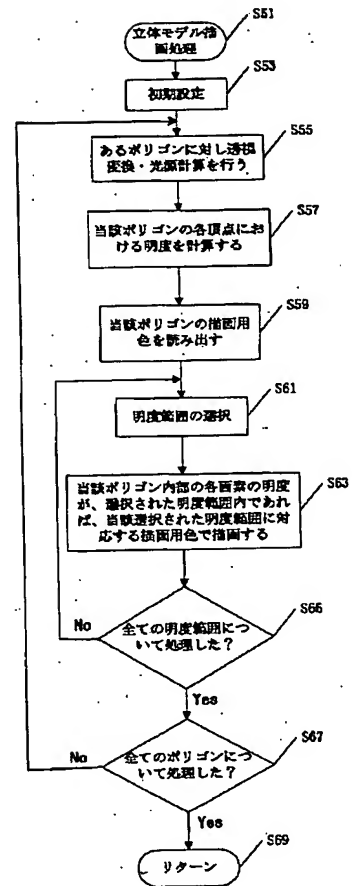 S51
立体モデル描
画処理
S53
初期設定
S55
あるポリゴンに対し透視
変換・光源計算を行う
S57
当該ポリゴンの各頂点にお
ける明度を計算する
S59
当該ポリゴンの描画用
色を読み出す
S61
明度範囲の選択
S63
当該ポリゴン内部の各画素の明度
が、選択された明度範囲内であれ
ば、当該選択された明度範囲に対
応する描画用色で描画する
S66
No
全ての明度範囲につ
いて処理した？
Yes
S67
No
全てのポリゴンにつ
いて処理した？
Yes
S69
リターン